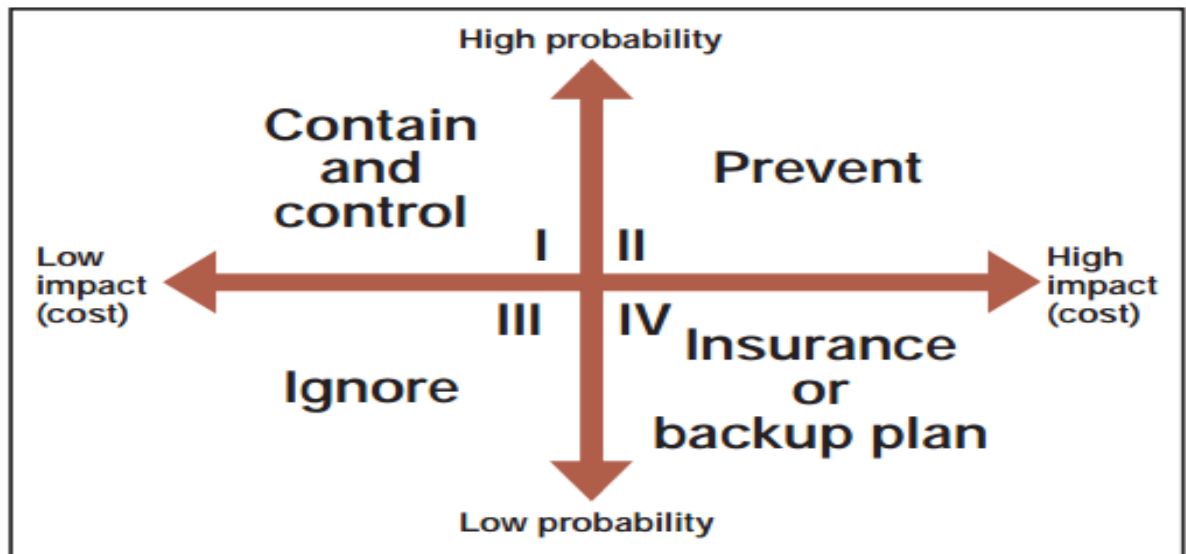 High probability
Contain
and
control
Prevent
I
II
Low
impact
(cost)
High
impact
(cost)
III
IV
Ignore
Insurance
or
backup plan
Low probability